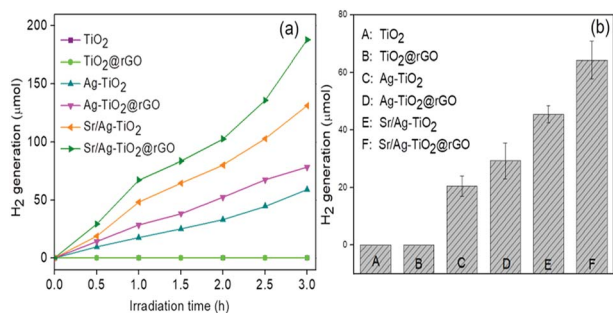 (a)
H2 generation (μmol)
200
150
100
50
0
TiO2
TiO2@rGO
Ag-TiO2
Ag-TiO2@rGO
Sr/Ag-TiO2
Sr/Ag-TiO2@rGO
0.0 0.5 1.0 1.5 2.0 2.5 3.0
Irradiation time (h)
(b)
H2 generation (μmol)
80
60
40
20
0
A: TiO2
B: TiO2@rGO
C: Ag-TiO2
D: Ag-TiO2@rGO
E: Sr/Ag-TiO2
F: Sr/Ag-TiO2@rGO
A B C D E F